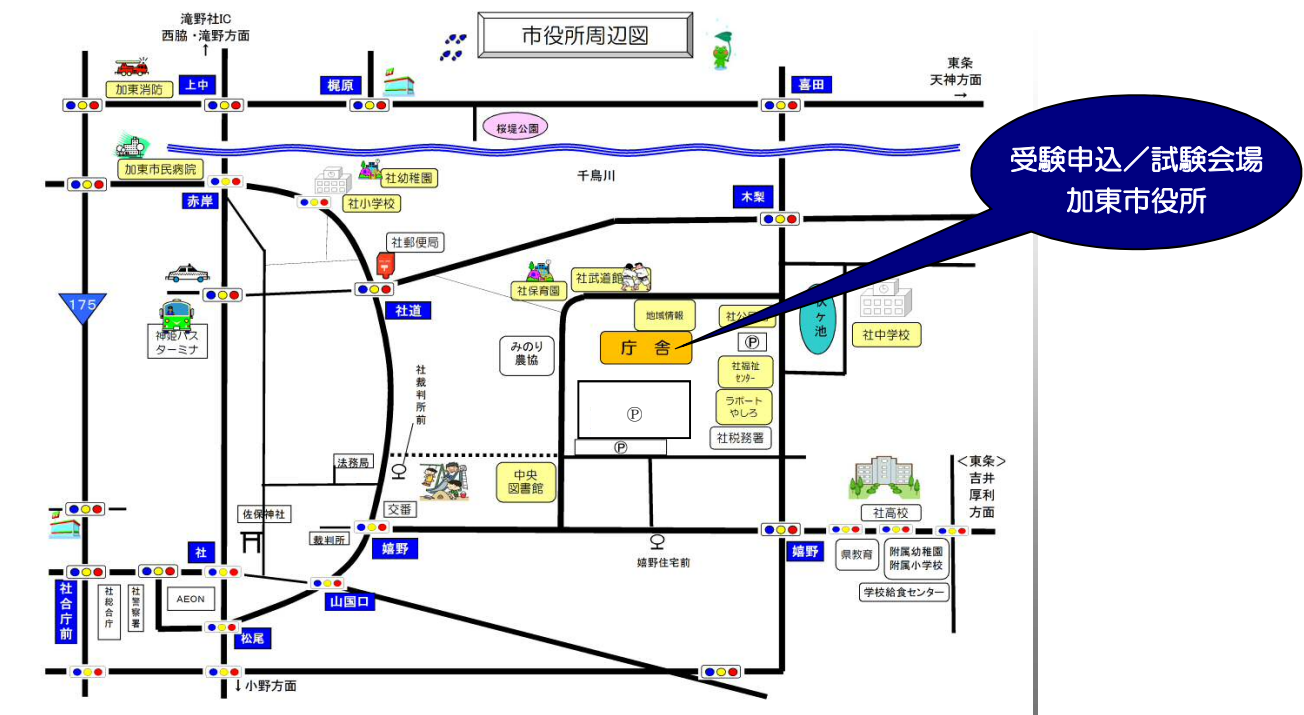 滝野社IC
西脇・滝野方面
↑
市役所周辺図
東条
天神方面
→
加東消防
上中
梶原
喜田
桜堤公園
受験申込／試験会場
加東市役所
加東市民病院
社幼稚園
千鳥川
赤岸
社小学校
木梨
社郵便局
社武道館
社保育園
175
社道
地域情報
社公
ヶ
池
社中学校
神姫バス
ターミナ
みのり
農協
庁　舎
Ⓟ
社福祉
センター
社裁判所前
ラポート
やしろ
Ⓟ
社税務署
Ⓟ
法務局
中央
図書館
＜東条＞
吉井
厚利
方面
佐保神社
交番
社高校
裁判所
嬉野
嬉野
社
嬉野住宅前
県教育
附属幼稚園
附属小学校
社合庁前
社総合庁
社警察署
AEON
山国口
学校給食センター
松尾
↓小野方面